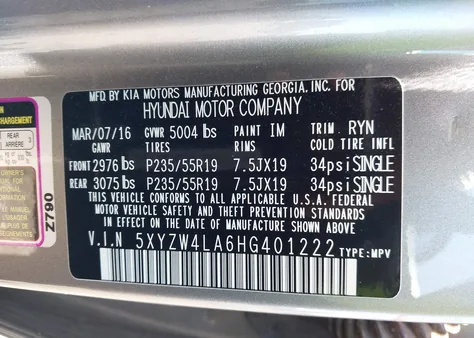 MFD. BY KIA MOTORS MANUFACTURING GEORGIA, INC. FOR
HYUNDAI MOTOR COMPANY
MAR/07/16 GVWR 5004 lbs PAINT IM TRIM. RYN
GAWR TIRES RIMS COLD TIRE INFL
FRONT 2976 lbs P235/55R19 7.5JX19 34psi SINGLE
REAR 3075 lbs P235/55R19 7.5JX19 34psi SINGLE
THIS VEHICLE CONFORMS TO ALL APPLICABLE U.S.A. FEDERAL
MOTOR VEHICLE SAFETY AND THEFT PREVENTION
STANDARDS IN EFFECT ON THE DATE OF MANUFACTURE SHOWN ABOVE.
V.I.N 5XYZW4LA6HG401222 TYPE: MPV
REAR
ARRIÈRE
3
Z790